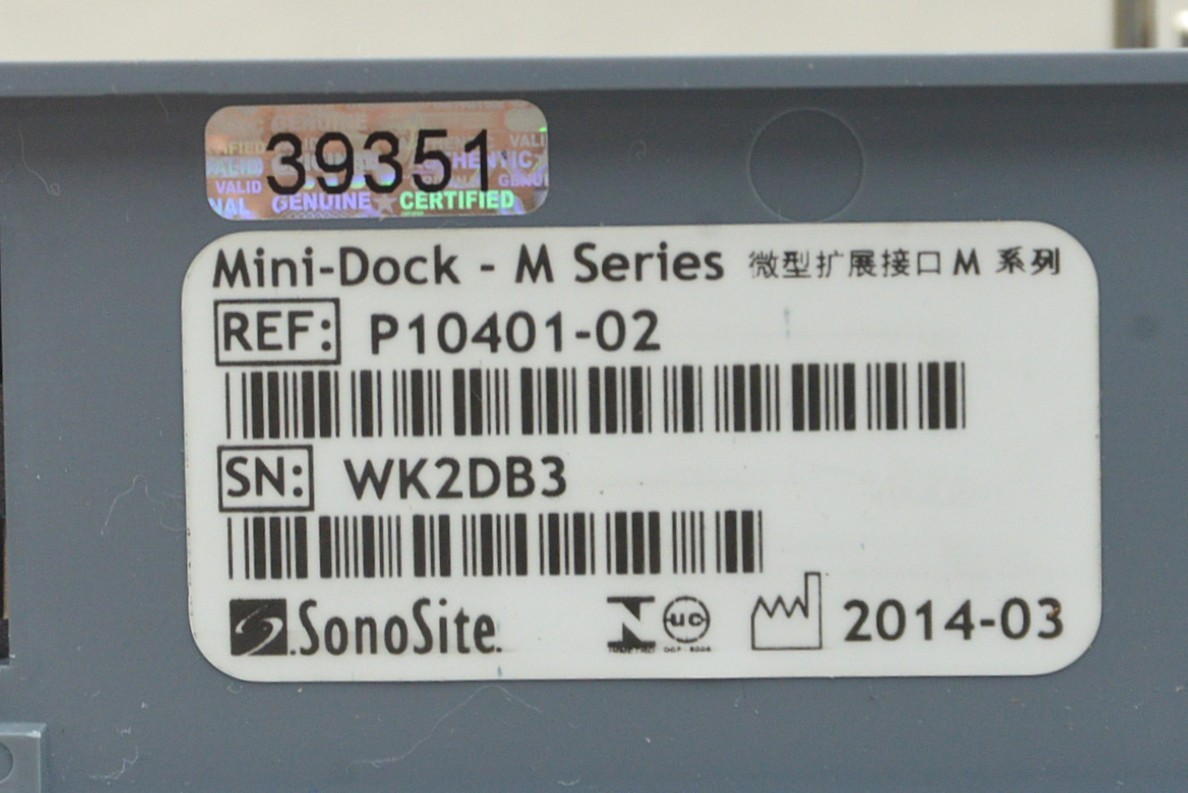 39351
GENUINE CERTIFIED
Mini-Dock - M Series 微型扩展接口 M 系列
REF: P10401-02
SN: WK2DB3
SonoSite
2014-03